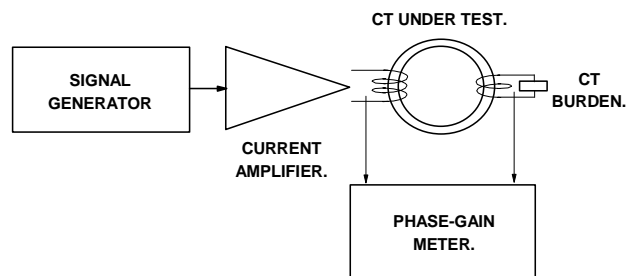 CT UNDER TEST.
SIGNAL
GENERATOR
CT
BURDEN.
CURRENT
AMPLIFIER.
PHASE-GAIN
METER.